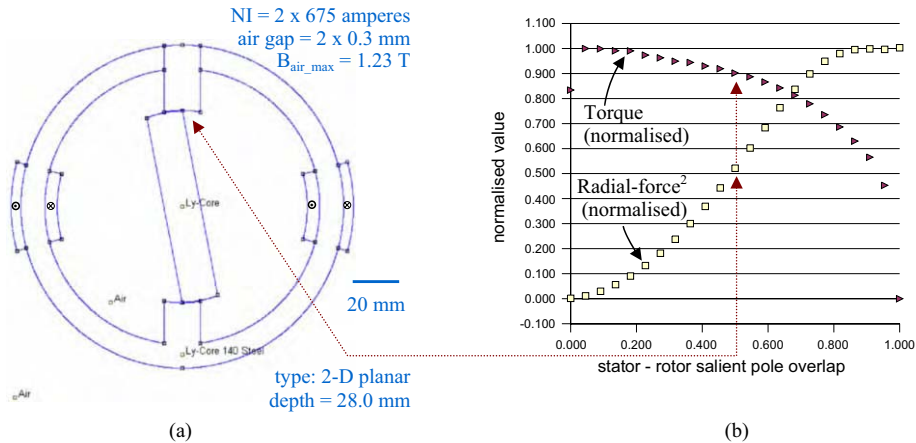 NI = 2 x 675 amperes
air gap = 2 x 0.3 mm
Bair_max = 1.23 T
Ly-Core
Air
20 mm
Ly-Core 140 Steel
Air
type: 2-D planar
depth = 28.0 mm
(a)
normalised value
1.100
1.000
0.900
0.800
0.700
0.600
0.500
0.400
0.300
0.200
0.100
0.000
-0.100
Torque
(normalised)
Radial-force²
(normalised)
0.000 0.200 0.400 0.600 0.800 1.000
stator - rotor salient pole overlap
(b)